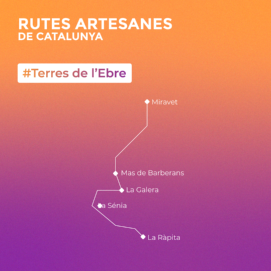 RUTES ARTESANES
DE CATALUNYA
#Terres de l'Ebre
Miravet
Mas de Barberans
La Galera
La Sénia
La Ràpita